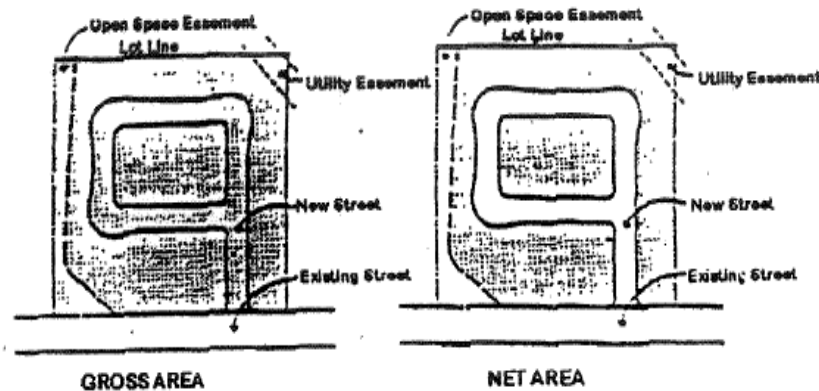 Open Space Easement
Lot Line
Utility Easement
New Street
Existing Street
GROSS AREA
Open Space Easement
Lot Line
Utility Easement
New Street
Existing Street
NET AREA